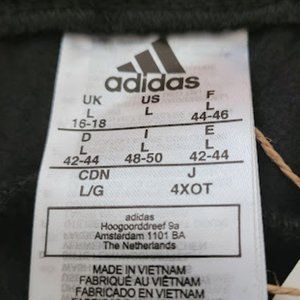 adidas
UK US F
L L L
16-18 44-46
D I E
L L L
42-44 48-50 42-44
CDN J
L/G 4XOT
adidas
Hoogoorddreef 9a
Amsterdam 1101 BA
The Netherlands
MADE IN VIETNAM
FABRIQUÉ AU VIÊTNAM
FABRICADO EN VIETNAM